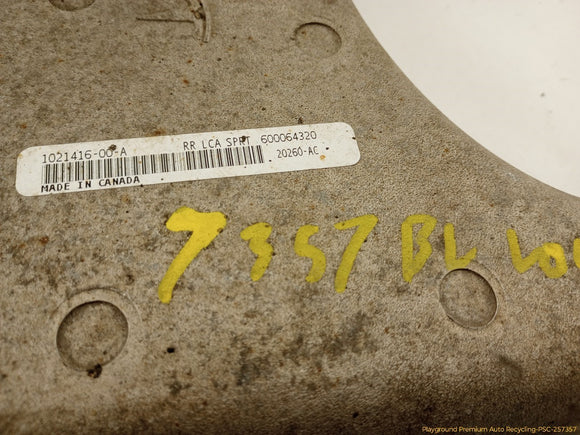 1021416-00-A RR LCA SPRT 600064320
20260-AC
MADE IN CANADA
7357 BL LO
Playground Premium Auto Recycling-PSC-257357